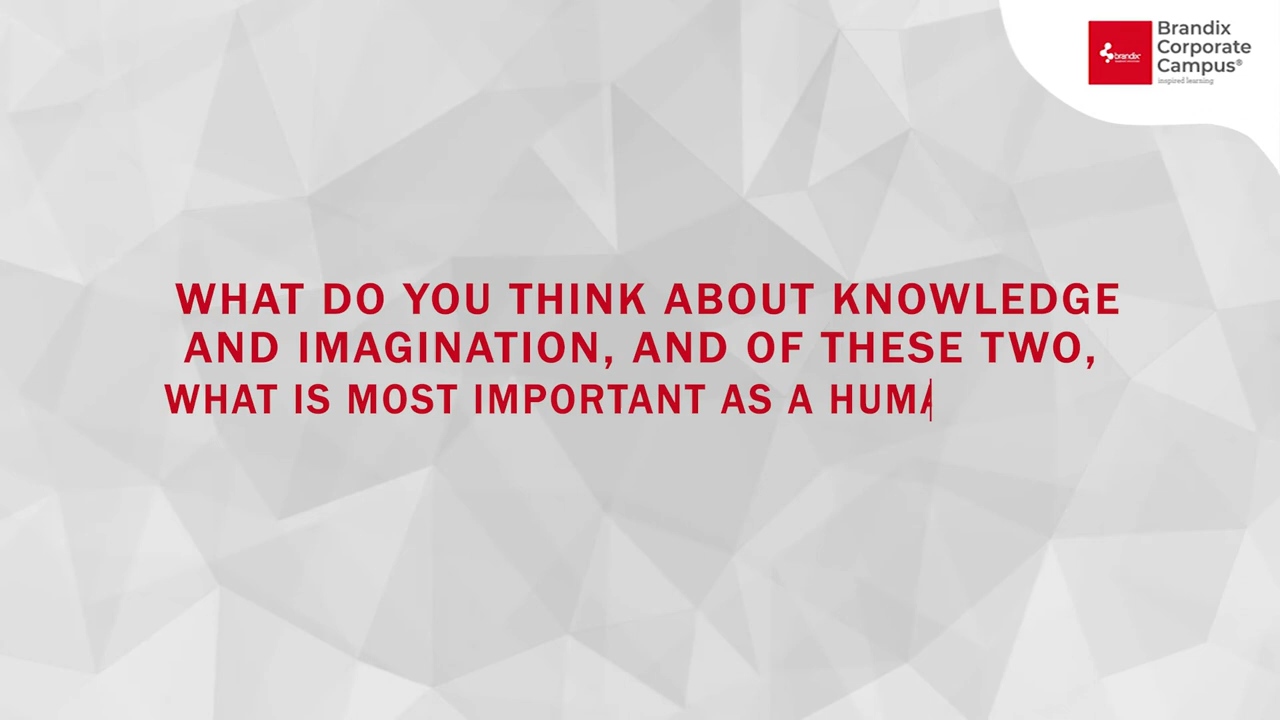 Brandix
Corporate
Campus®
inspired learning
brandix
WHAT DO YOU THINK ABOUT KNOWLEDGE
AND IMAGINATION, AND OF THESE TWO,
WHAT IS MOST IMPORTANT AS A HUMA